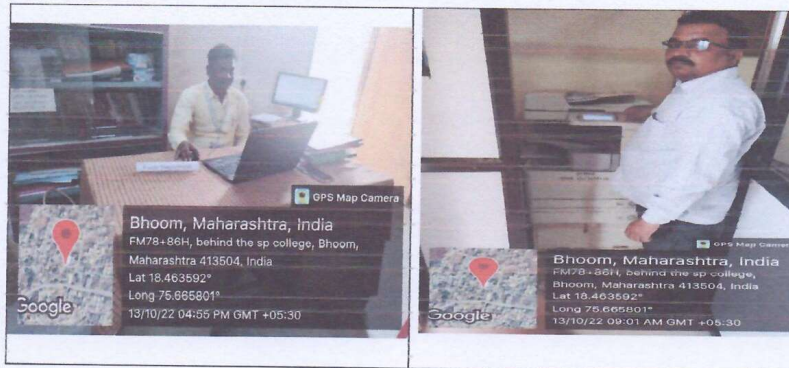 GPS Map Camera
Bhoom, Maharashtra, India
FM78+86H, behind the sp college, Bhoom,
Maharashtra 413504, India
Lat 18.463592°
Long 75.665801°
13/10/22 04:55 PM GMT +05:30
Google
GPS Map Camera
Bhoom, Maharashtra, India
FM78+86H, behind the sp college,
Bhoom, Maharashtra 413504, India
Lat 18.463592°
Long 75.665801°
13/10/22 09:01 AM GMT +05:30
Google